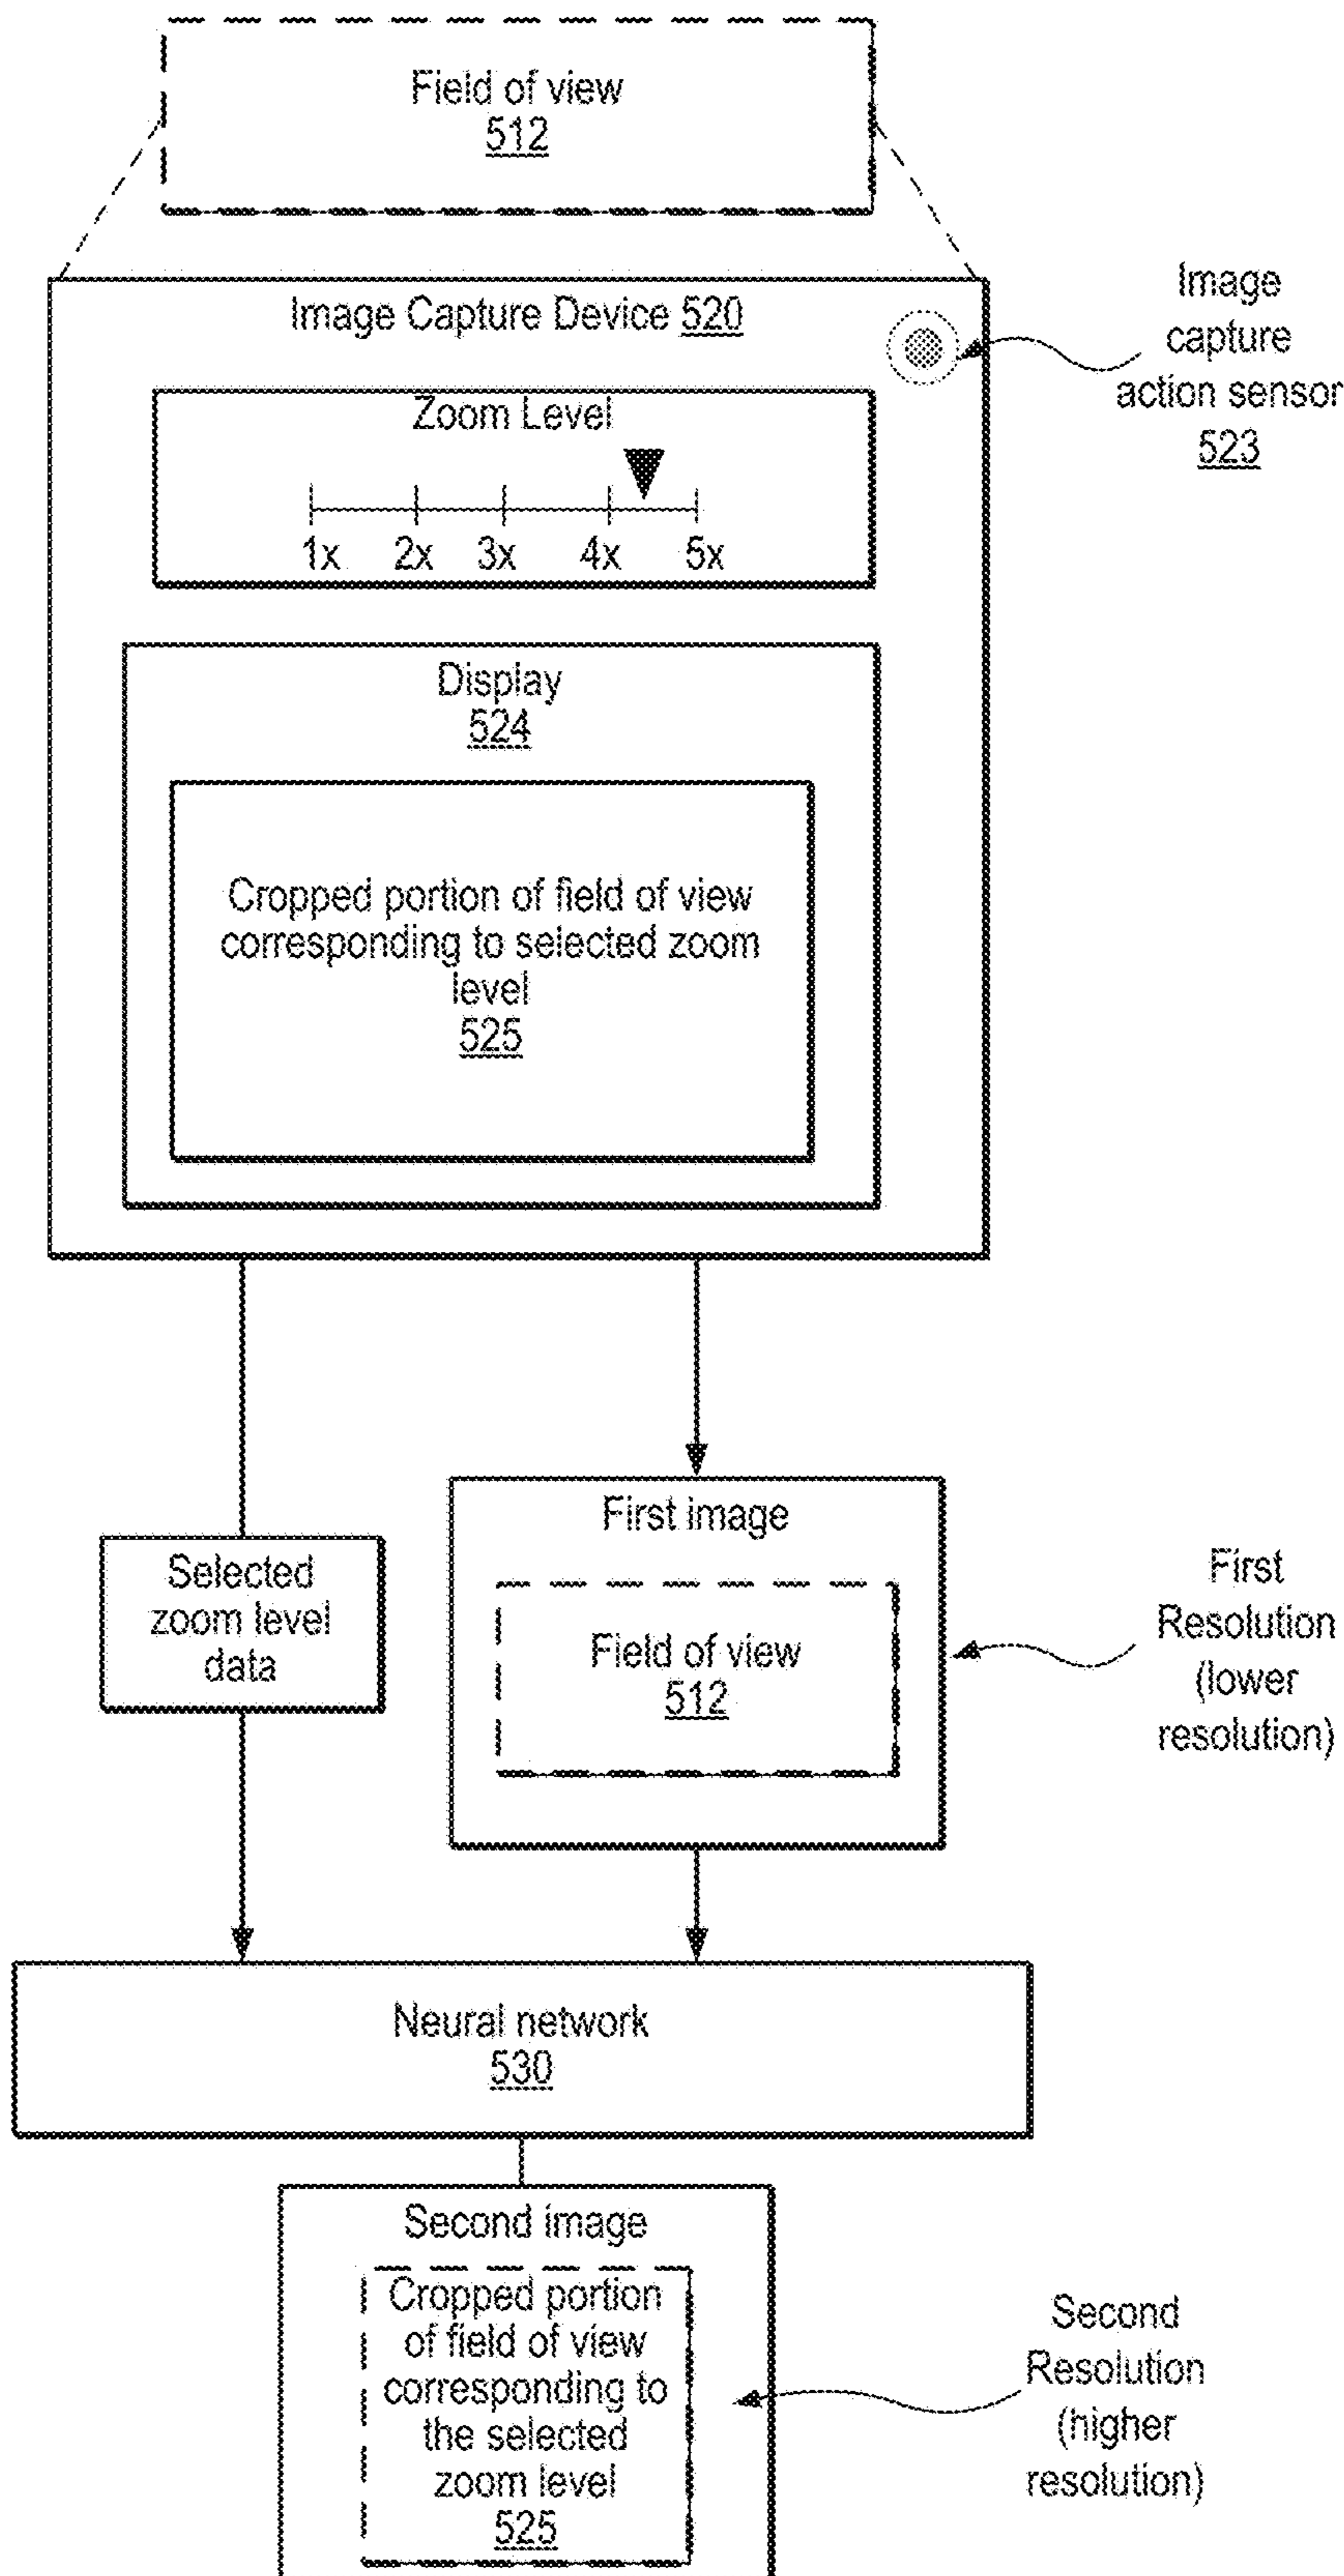 Field of view
512
Image Capture Device 520
Image
capture
action sensor
523
Zoom Level
1x 2x 3x 4x 5x
Display
524
Cropped portion of field of view
corresponding to selected zoom
level
525
First image
Selected
zoom level
data
Field of view
512
First
Resolution
(lower
resolution)
Neural network
530
Second image
Cropped portion
of field of view
corresponding to
the selected
zoom level
525
Second
Resolution
(higher
resolution)